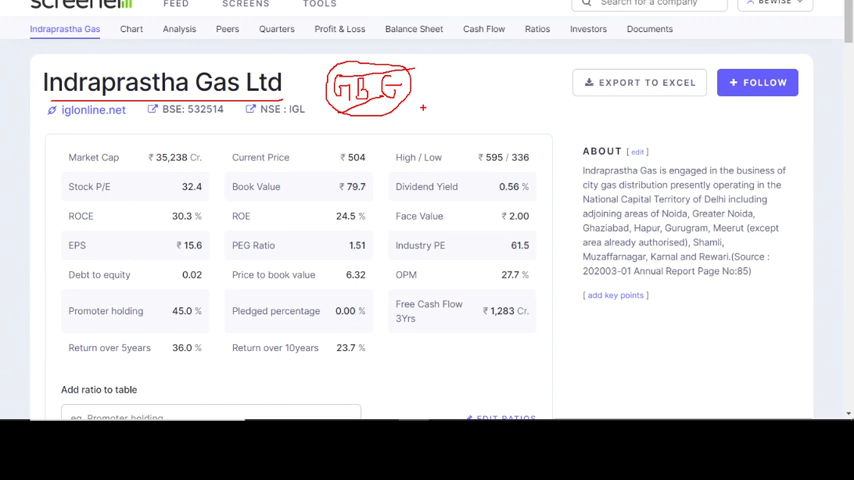 screener
FEED SCREENS TOOLS
Search for a company
BEWISE
Indraprastha Gas Chart Analysis Peers Quarters Profit & Loss Balance Sheet Cash Flow Ratios Investors Documents
Indraprastha Gas Ltd
EXPORT TO EXCEL
+ FOLLOW
iglonline.net BSE: 532514 NSE : IGL
Market Cap ₹ 35,238 Cr. Current Price ₹ 504 High / Low ₹ 595 / 336
Stock P/E 32.4 Book Value ₹ 79.7 Dividend Yield 0.56 %
ROCE 30.3 % ROE 24.5 % Face Value ₹ 2.00
EPS ₹ 15.6 PEG Ratio 1.51 Industry PE 61.5
Debt to equity 0.02 Price to book value 6.32 OPM 27.7 %
Promoter holding 45.0 % Pledged percentage 0.00 % Free Cash Flow 3Yrs ₹ 1,283 Cr.
Return over 5years 36.0 % Return over 10years 23.7 %
Add ratio to table
eg. Promoter holding
EDIT RATIOS
ABOUT [ edit ]
Indraprastha Gas is engaged in the business of
city gas distribution presently operating in the
National Capital Territory of Delhi including
adjoining areas of Noida, Greater Noida,
Ghaziabad, Hapur, Gurugram, Meerut (except
area already authorised), Shamli,
Muzaffarnagar, Karnal and Rewari.(Source :
202003-01 Annual Report Page No:85)
[ add key points ]